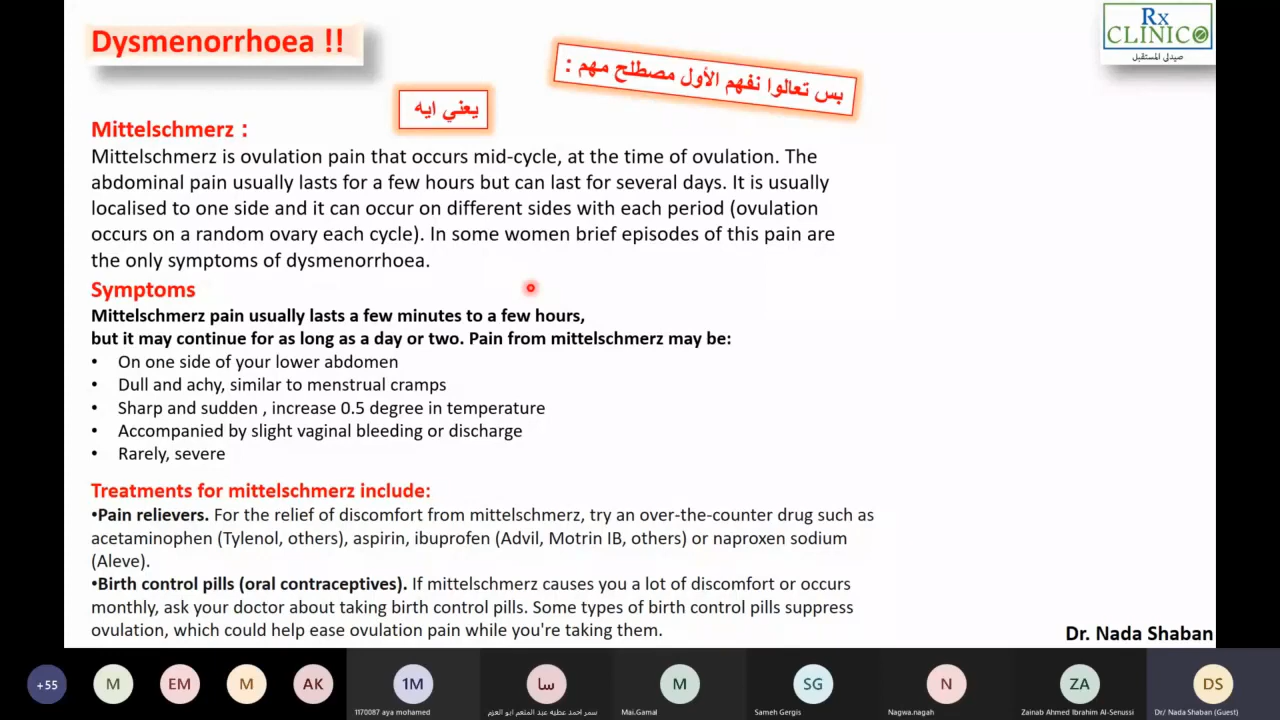 Dysmenorrhoea !!
Rx
CLINICO
صيدلي المستقبل
بس تعالوا نفهم الأول مصطلح مهم :
يعني ايه
Mittelschmerz :
Mittelschmerz is ovulation pain that occurs mid-cycle, at the time of ovulation. The
abdominal pain usually lasts for a few hours but can last for several days. It is usually
localised to one side and it can occur on different sides with each period (ovulation
occurs on a random ovary each cycle). In some women brief episodes of this pain are
the only symptoms of dysmenorrhoea.
Symptoms
Mittelschmerz pain usually lasts a few minutes to a few hours,
but it may continue for as long as a day or two. Pain from mittelschmerz may be:
• On one side of your lower abdomen
• Dull and achy, similar to menstrual cramps
• Sharp and sudden , increase 0.5 degree in temperature
• Accompanied by slight vaginal bleeding or discharge
• Rarely, severe
Treatments for mittelschmerz include:
•Pain relievers. For the relief of discomfort from mittelschmerz, try an over-the-counter drug such as
acetaminophen (Tylenol, others), aspirin, ibuprofen (Advil, Motrin IB, others) or naproxen sodium
(Aleve).
•Birth control pills (oral contraceptives). If mittelschmerz causes you a lot of discomfort or occurs
monthly, ask your doctor about taking birth control pills. Some types of birth control pills suppress
ovulation, which could help ease ovulation pain while you're taking them.
Dr. Nada Shaban
+55
M
EM
M
AK
1M
سا
M
SG
N
ZA
DS
1170087 aya mohamed
سمر احمد عطيه عبد المنعم ابو العزم
Mai.Gamal
Sameh Gergis
Nagwa.nagah
Zainab Ahmed Ibrahim Al-Senussi
Dr/ Nada Shaban (Guest)